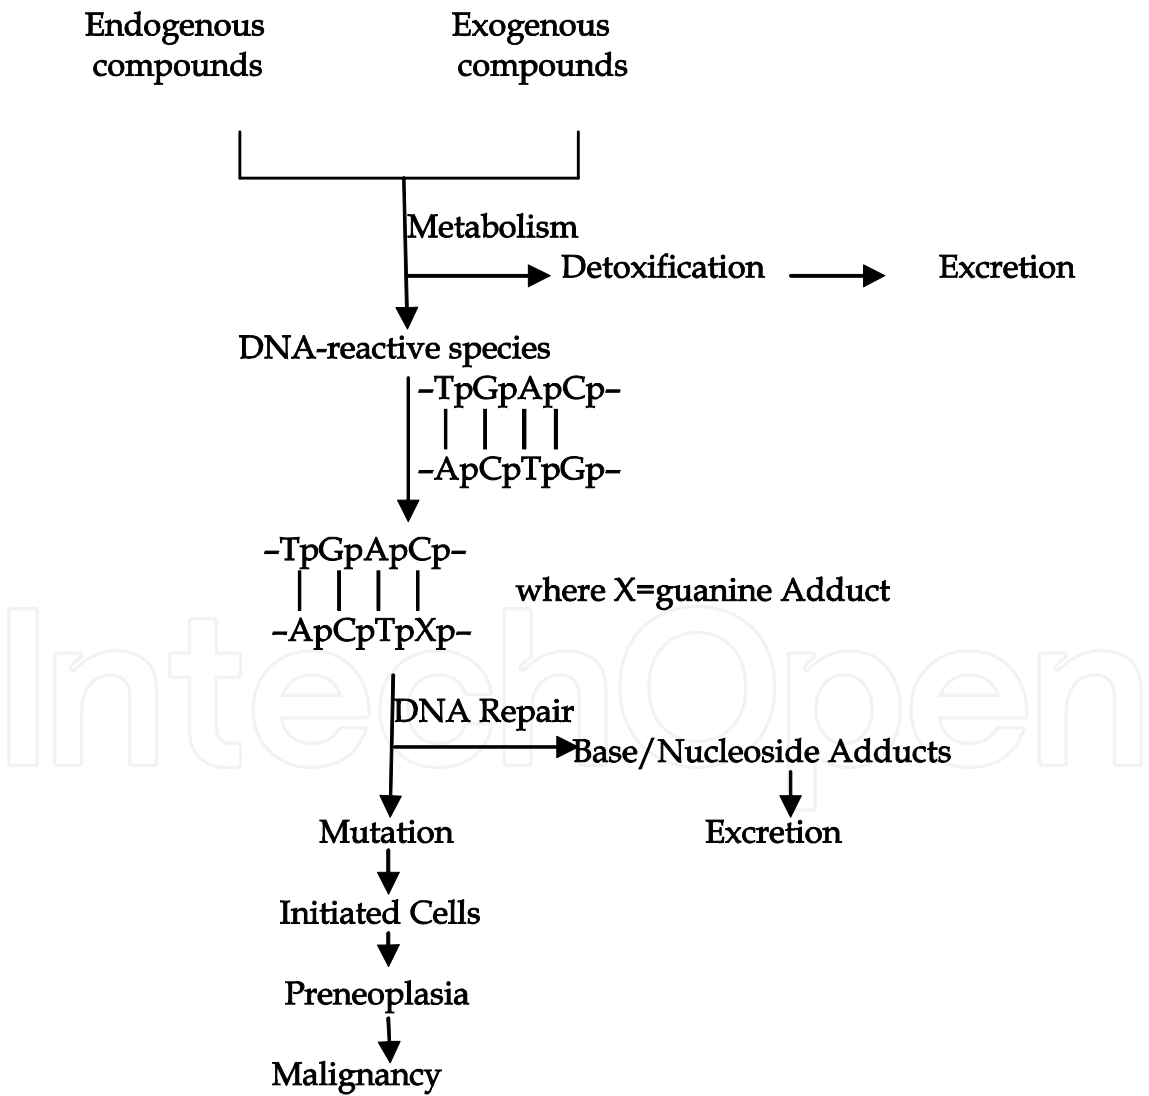 Endogenous
compounds
Exogenous
compounds
Metabolism
Detoxification
Excretion
DNA-reactive species
–TpGpApCp–
–ApCpTpGp–
–TpGpApCp–
where X=guanine Adduct
–ApCpTpXp–
IntechOpen
DNA Repair
Base/Nucleoside Adducts
Mutation
Excretion
Initiated Cells
Preneoplasia
Malignancy